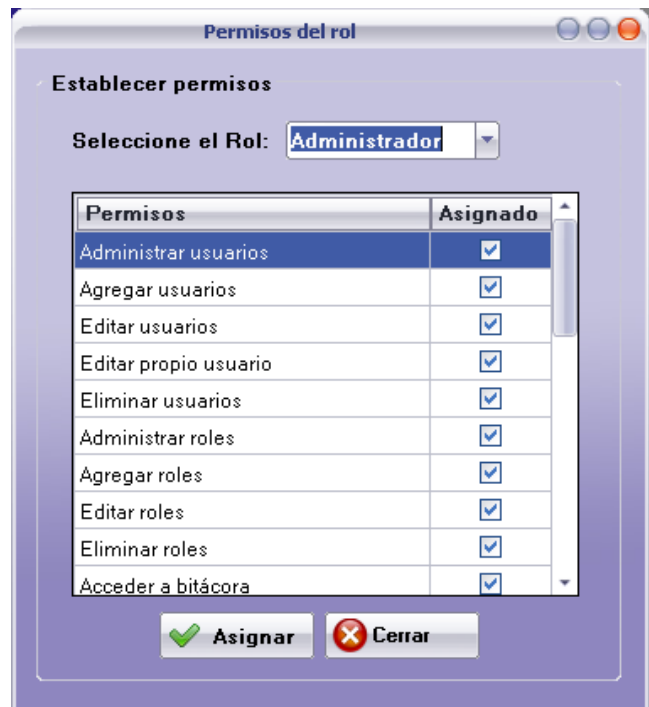 Permisos del rol
Establecer permisos
Seleccione el Rol: Administrador
Permisos Asignado
Administrar usuarios
Agregar usuarios
Editar usuarios
Editar propio usuario
Eliminar usuarios
Administrar roles
Agregar roles
Editar roles
Eliminar roles
Acceder a bitácora
Asignar Cerrar